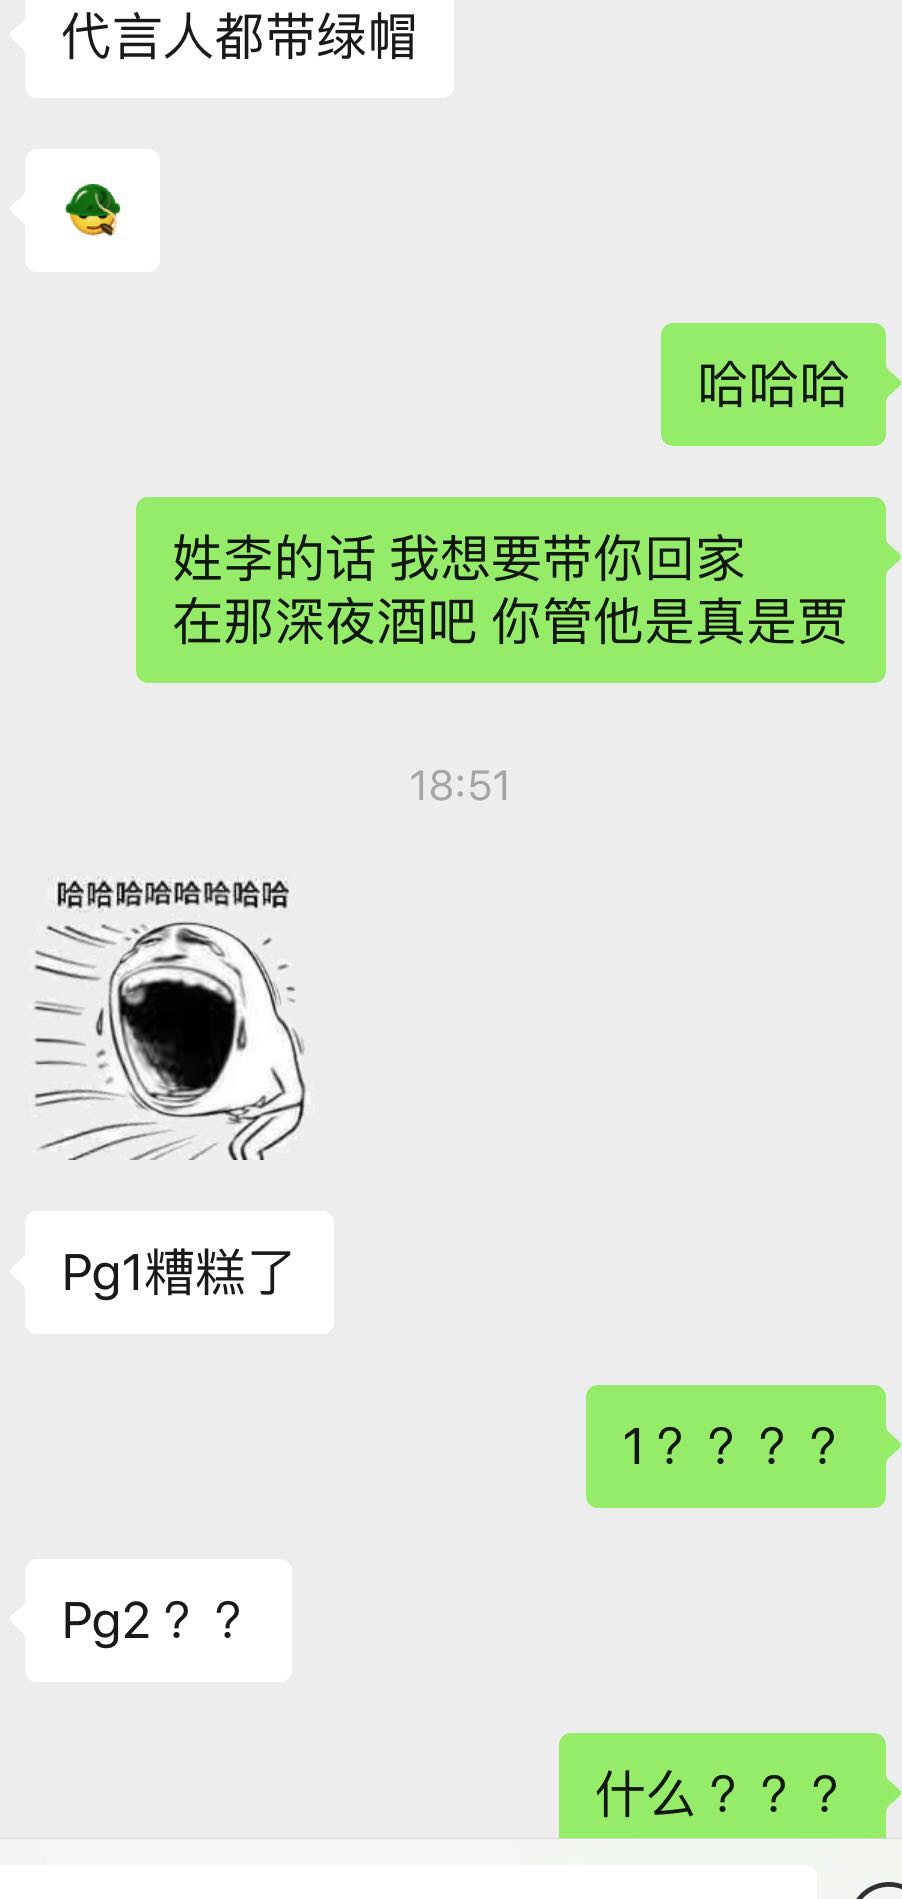 代言人都带绿帽
哈哈哈
姓李的话 我想要带你回家
在那深夜酒吧 你管他是真是贾
18:51
哈哈哈哈哈哈哈哈
Pg1糟糕了
1？？？？
Pg2？？
什么？？？